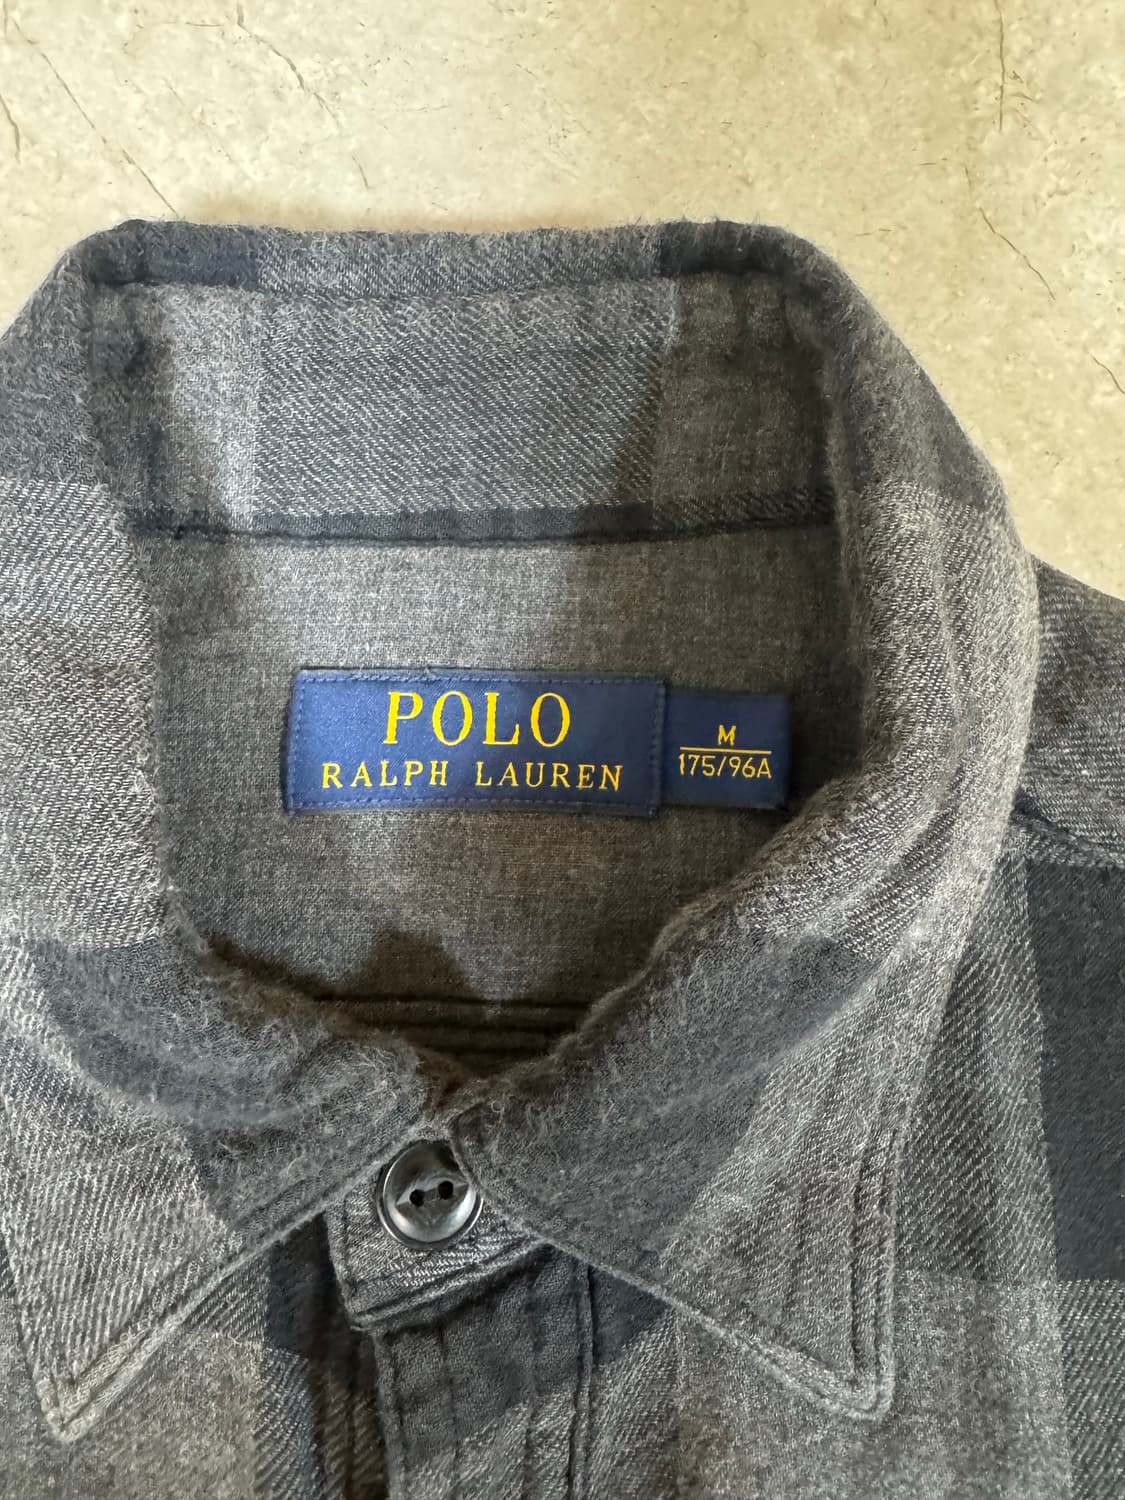 POLO
RALPH LAUREN
M
175/96A